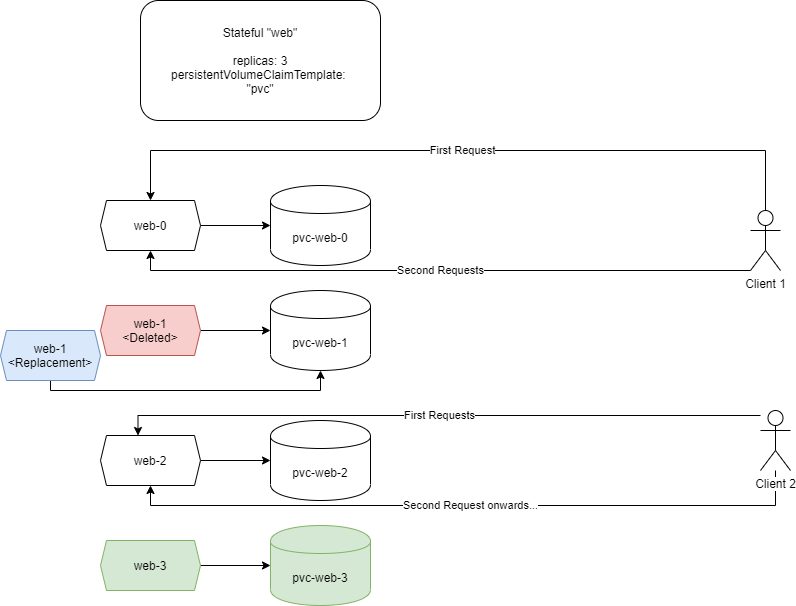 Stateful "web"
replicas: 3
persistentVolumeClaimTemplate:
"pvc"
First Request
web-0
pvc-web-0
Second Requests
Client 1
web-1
<Deleted>
pvc-web-1
web-1
<Replacement>
First Requests
web-2
pvc-web-2
Client 2
Second Request onwards...
web-3
pvc-web-3